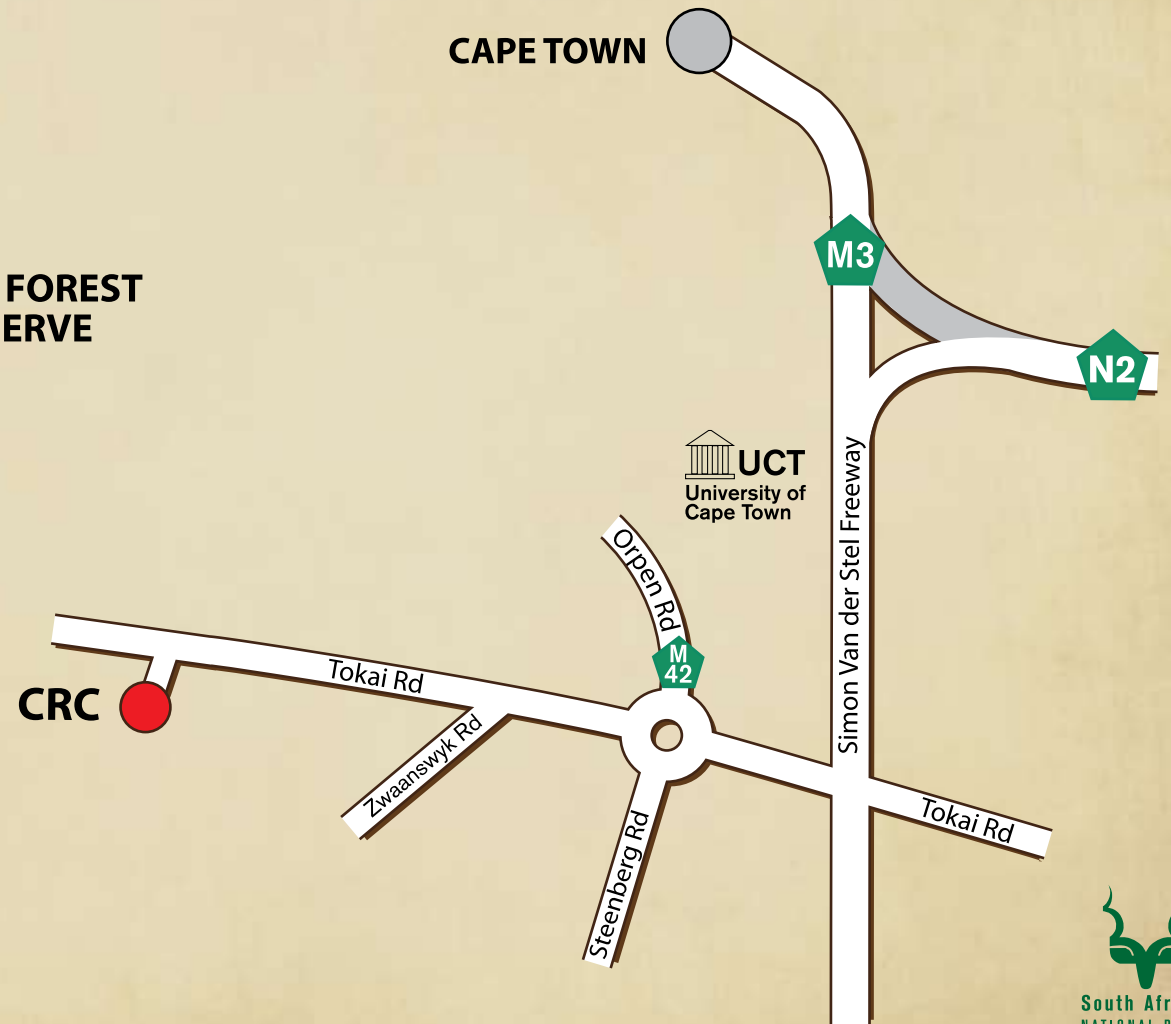 CAPE TOWN
M3
FOREST
ERVE
N2
UCT
University of
Cape Town
Simon Van der Stel Freeway
Orpen Rd
M
42
Tokai Rd
CRC
Zwaanswyk Rd
Steenberg Rd
Tokai Rd
South Afr
NATIONAL P